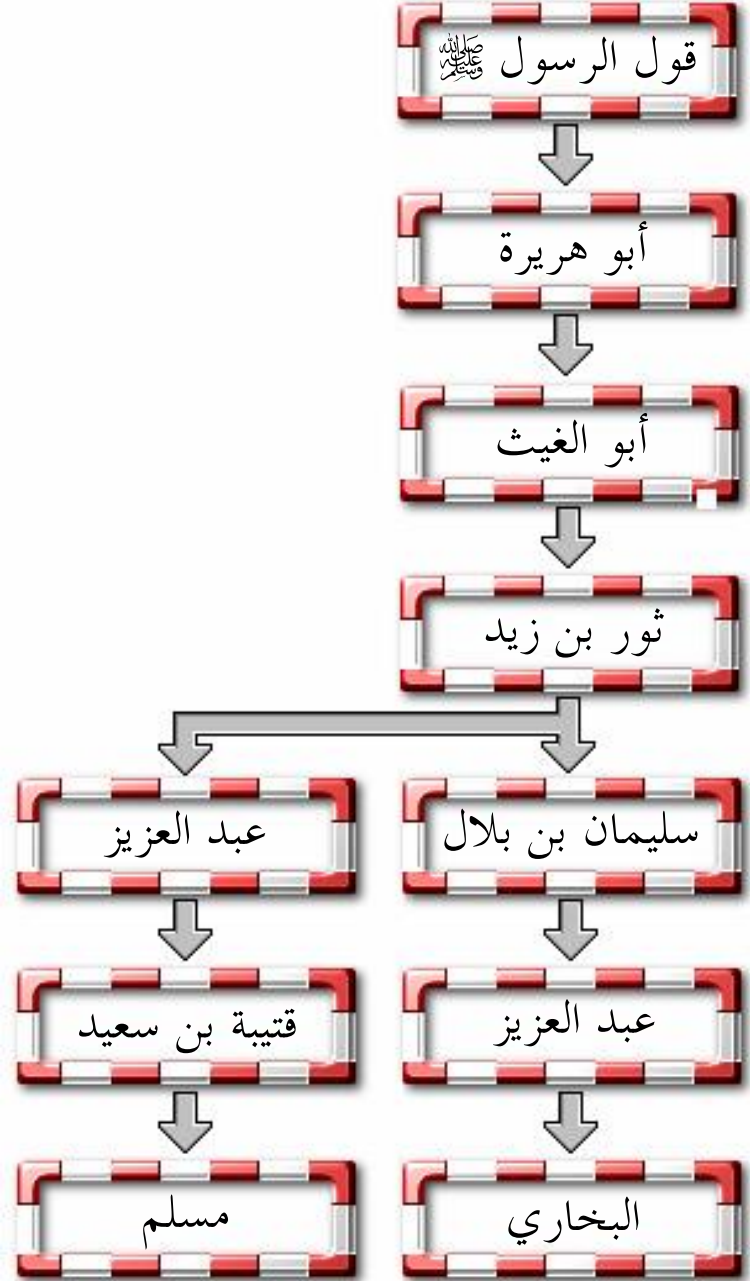 قول الرسول ﷺ
أبو هريرة
أبو الغيث
ثور بن زيد
سليمان بن بلال
عبد العزيز
عبد العزيز
قتيبة بن سعيد
البخاري
مسلم